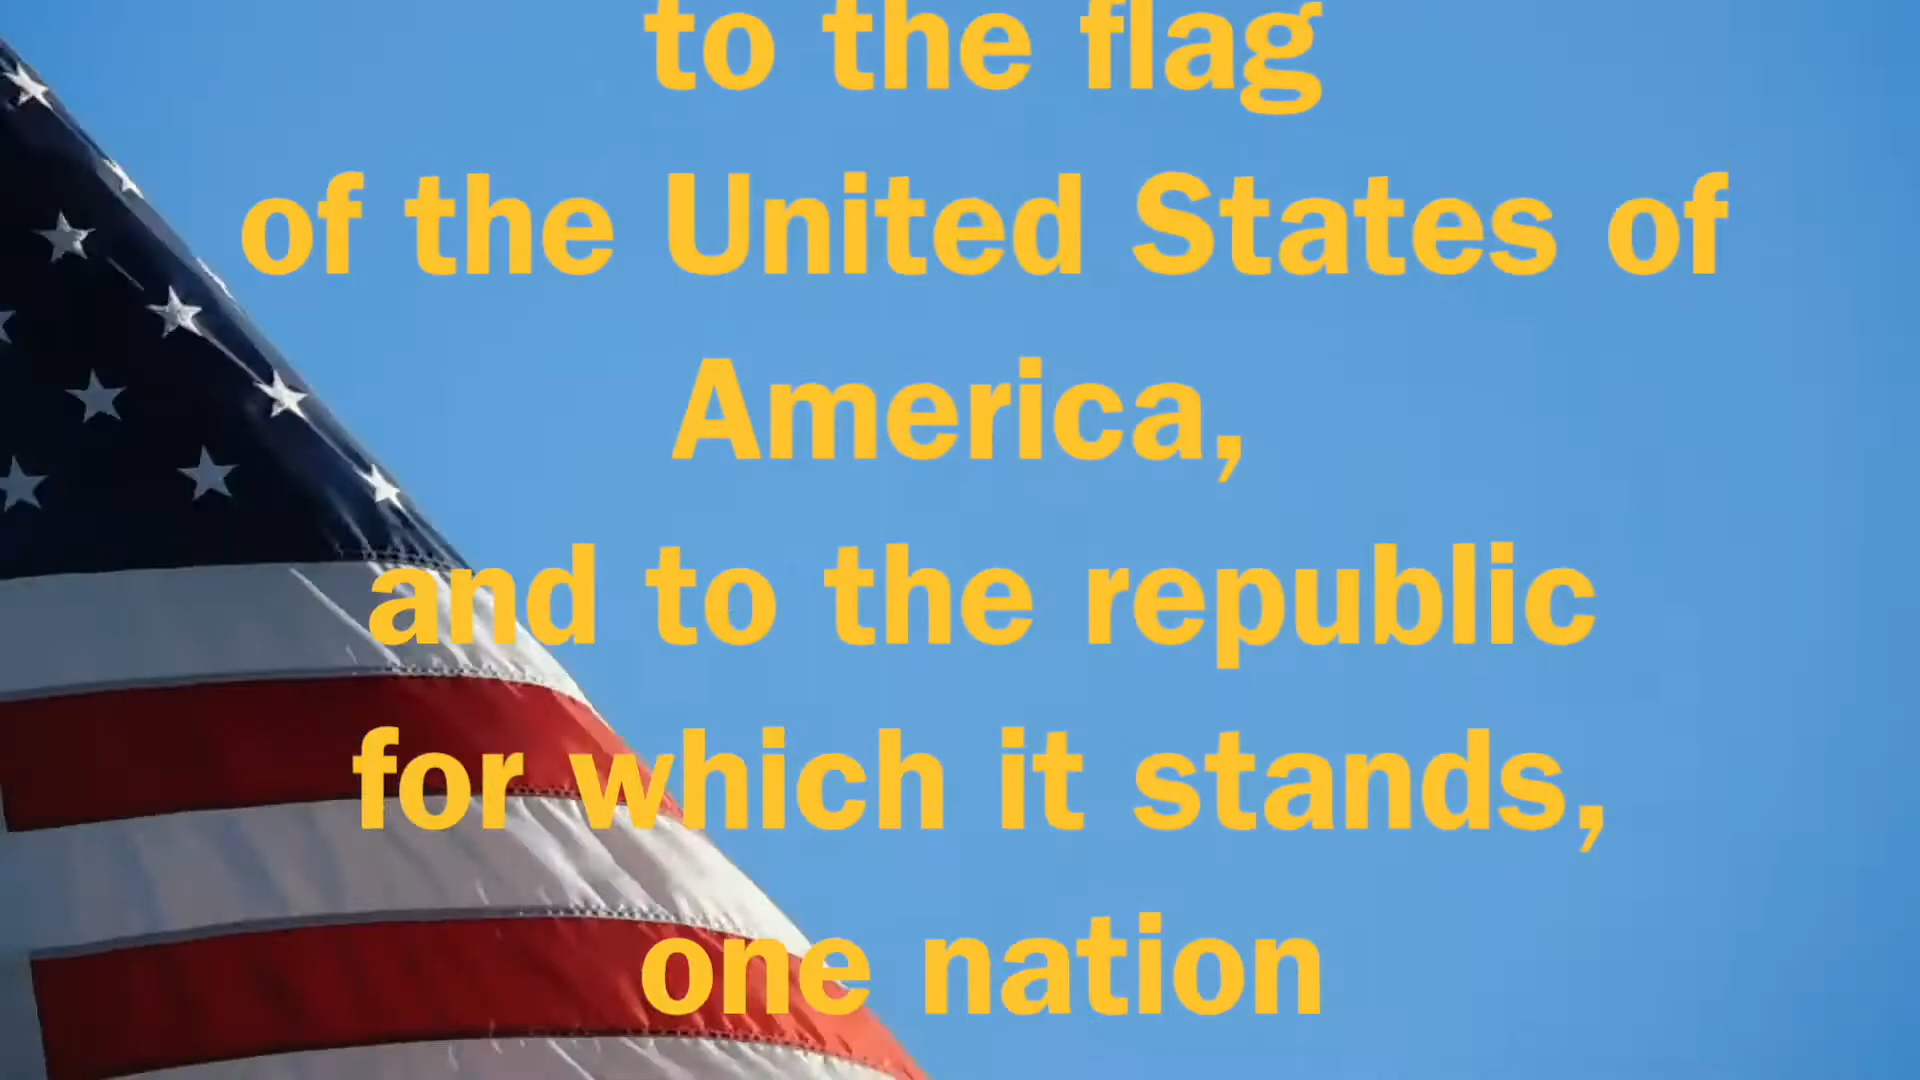 to the flag
of the United States of
America,
and to the republic
for which it stands,
one nation